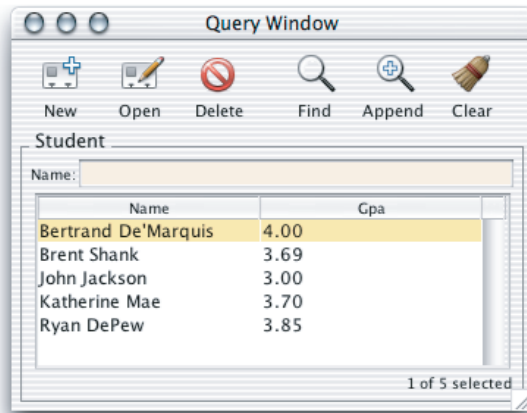 Query Window
New Open Delete Find Append Clear
Student
Name:
Name Gpa
Bertrand De'Marquis 4.00
Brent Shank 3.69
John Jackson 3.00
Katherine Mae 3.70
Ryan DePew 3.85
1 of 5 selected